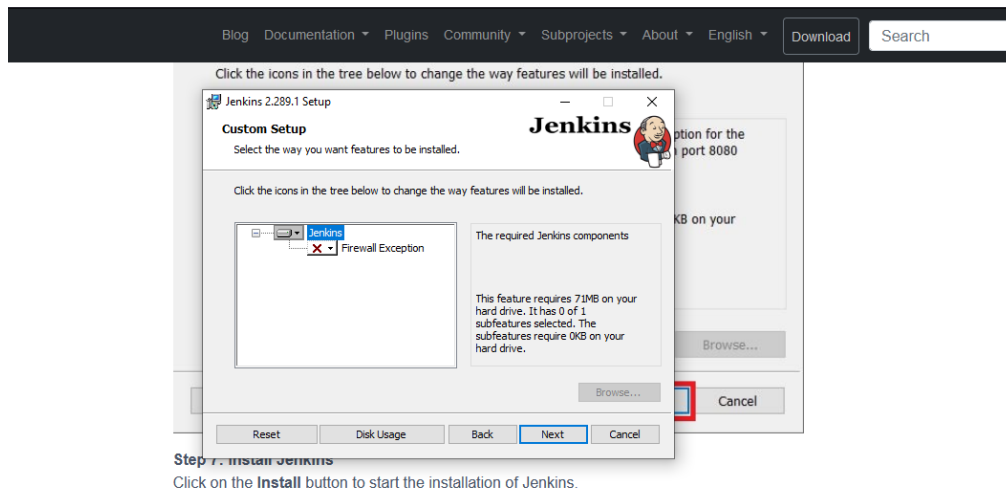 Blog Documentation Plugins Community Subprojects About English Download Search
Click the icons in the tree below to change the way features will be installed.
Jenkins 2.289.1 Setup
Custom Setup
Jenkins
Select the way you want features to be installed.
Click the icons in the tree below to change the way features will be installed.
Jenkins
Firewall Exception
The required Jenkins components
This feature requires 71MB on your
hard drive. It has 0 of 1
subfeatures selected. The
subfeatures require 0KB on your
hard drive.
Browse...
Reset Disk Usage Back Next Cancel
ption for the
port 8080
KB on your
Browse...
Cancel
Step 7: Install Jenkins
Click on the Install button to start the installation of Jenkins.